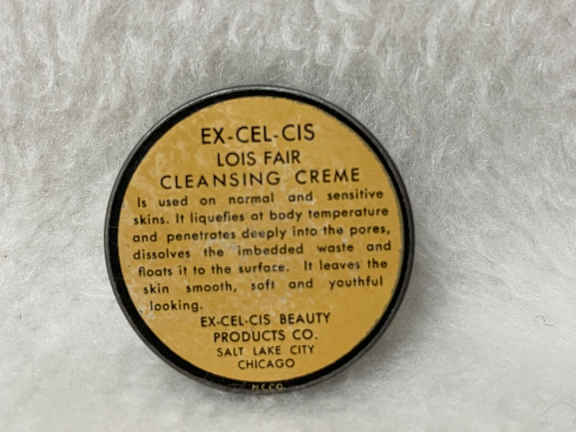 EX-CEL-CIS
LOIS FAIR
CLEANSING CREME
Is used on normal and sensitive
skins. It liquefies at body temperature
and penetrates deeply into the pores,
dissolves the imbedded waste and
floats it to the surface. It leaves the
skin smooth, soft and youthful
looking.
EX-CEL-CIS BEAUTY
PRODUCTS CO.
SALT LAKE CITY
CHICAGO